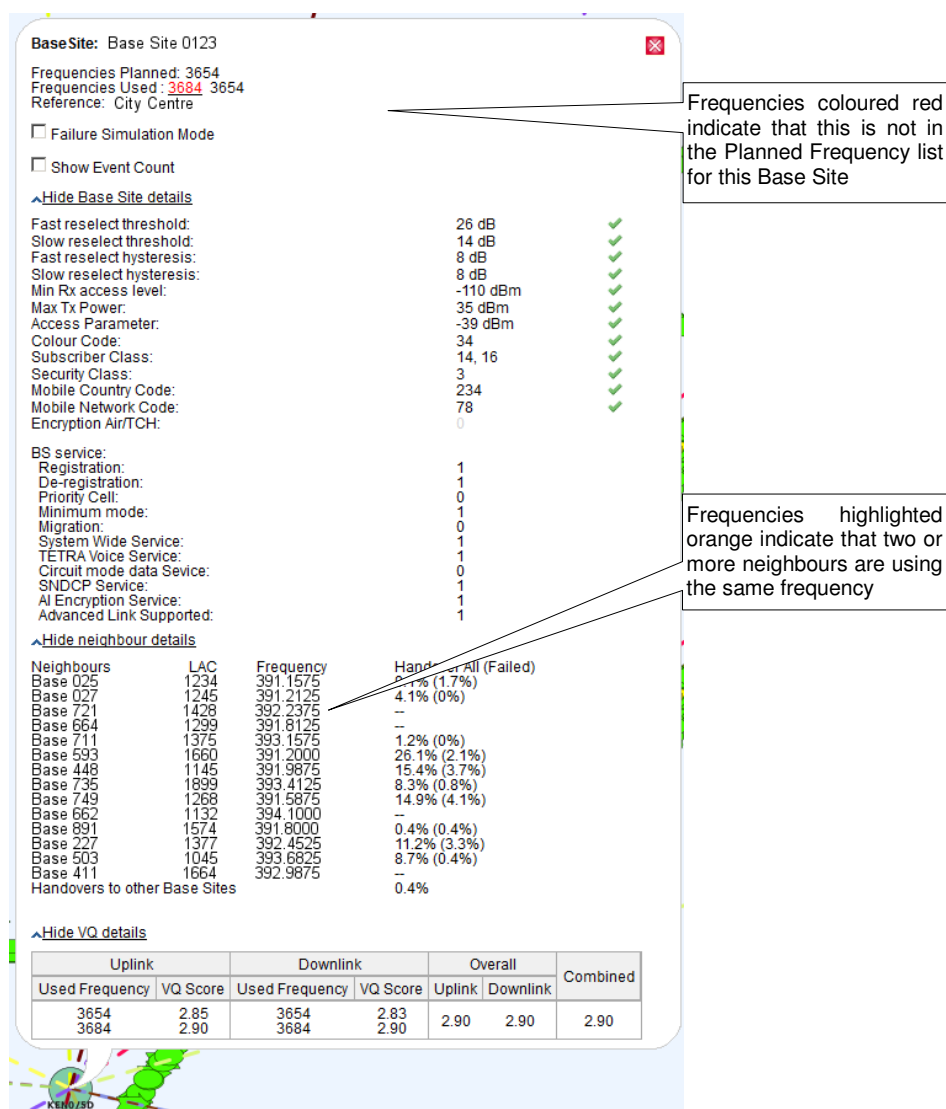 BaseSite: Base Site 0123
Frequencies Planned: 3654
Frequencies Used : 3684 3654
Reference: City Centre
Failure Simulation Mode
Show Event Count
Hide Base Site details
Fast reselect threshold: 26 dB
Slow reselect threshold: 14 dB
Fast reselect hysteresis: 8 dB
Slow reselect hysteresis: 8 dB
Min Rx access level: -110 dBm
Max Tx Power: 35 dBm
Access Parameter: -39 dBm
Colour Code: 34
Subscriber Class: 14, 16
Security Class: 3
Mobile Country Code: 234
Mobile Network Code: 78
Encryption Air/TCH: 0
BS service:
Registration: 1
De-registration: 1
Priority Cell: 0
Minimum mode: 1
Migration: 0
System Wide Service: 1
TETRA Voice Service: 1
Circuit mode data Sevice: 0
SNDCP Service: 1
AI Encryption Service: 1
Advanced Link Supported: 1
Hide neighbour details
Neighbours LAC Frequency Handover All (Failed)
Base 025 1234 391.1575 (1.7%)
Base 027 1245 391.2125 4.1% (0%)
Base 721 1428 392.2375 --
Base 664 1299 391.8125 --
Base 711 1375 393.1575 1.2% (0%)
Base 593 1660 391.2000 26.1% (2.1%)
Base 448 1145 391.9875 15.4% (3.7%)
Base 735 1899 393.4125 8.3% (0.8%)
Base 749 1268 391.5875 14.9% (4.1%)
Base 662 1132 394.1000 --
Base 891 1574 391.8000 0.4% (0.4%)
Base 227 1377 392.4525 11.2% (3.3%)
Base 503 1045 393.6825 8.7% (0.4%)
Base 411 1664 392.9875 --
Handovers to other Base Sites 0.4%
Hide VQ details
Uplink Downlink Overall Combined
Used Frequency VQ Score Used Frequency VQ Score Uplink Downlink
3654 2.85 3654 2.83 2.90 2.90 2.90
3684 2.90 3684 2.90
Frequencies coloured red
indicate that this is not in
the Planned Frequency list
for this Base Site
Frequencies highlighted
orange indicate that two or
more neighbours are using
the same frequency